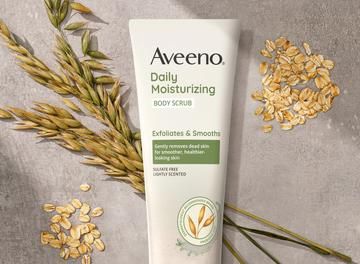 Aveeno®
Daily
Moisturizing
BODY SCRUB
Exfoliates & Smooths
Gently removes dead skin
for smoother, healthier-
looking skin
SULFATE FREE
LIGHTLY SCENTED